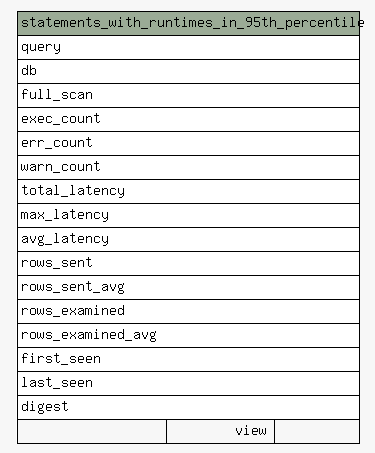 statements_with_runtimes_in_95th_percentile
query
db
full_scan
exec_count
err_count
warn_count
total_latency
max_latency
avg_latency
rows_sent
rows_sent_avg
rows_examined
rows_examined_avg
first_seen
last_seen
digest
view